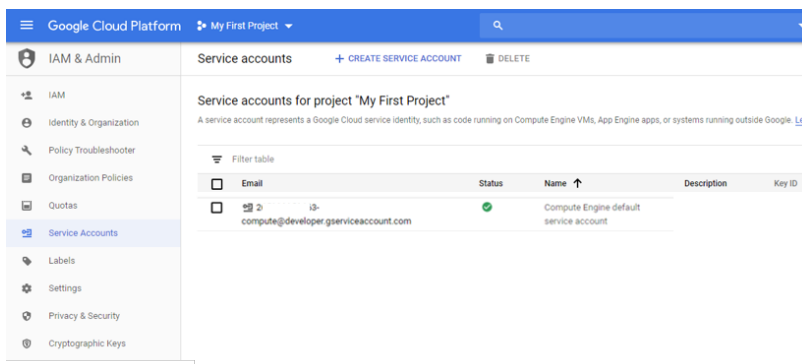 Google Cloud Platform My First Project
IAM & Admin Service accounts + CREATE SERVICE ACCOUNT DELETE
IAM
Identity & Organization
Policy Troubleshooter
Organization Policies
Quotas
Service Accounts
Labels
Settings
Privacy & Security
Cryptographic Keys
Service accounts for project "My First Project"
A service account represents a Google Cloud service identity, such as code running on Compute Engine VMs, App Engine apps, or systems running outside Google.
Filter table
Email Status Name Description Key ID
compute@developer.gserviceaccount.com
Compute Engine default
service account